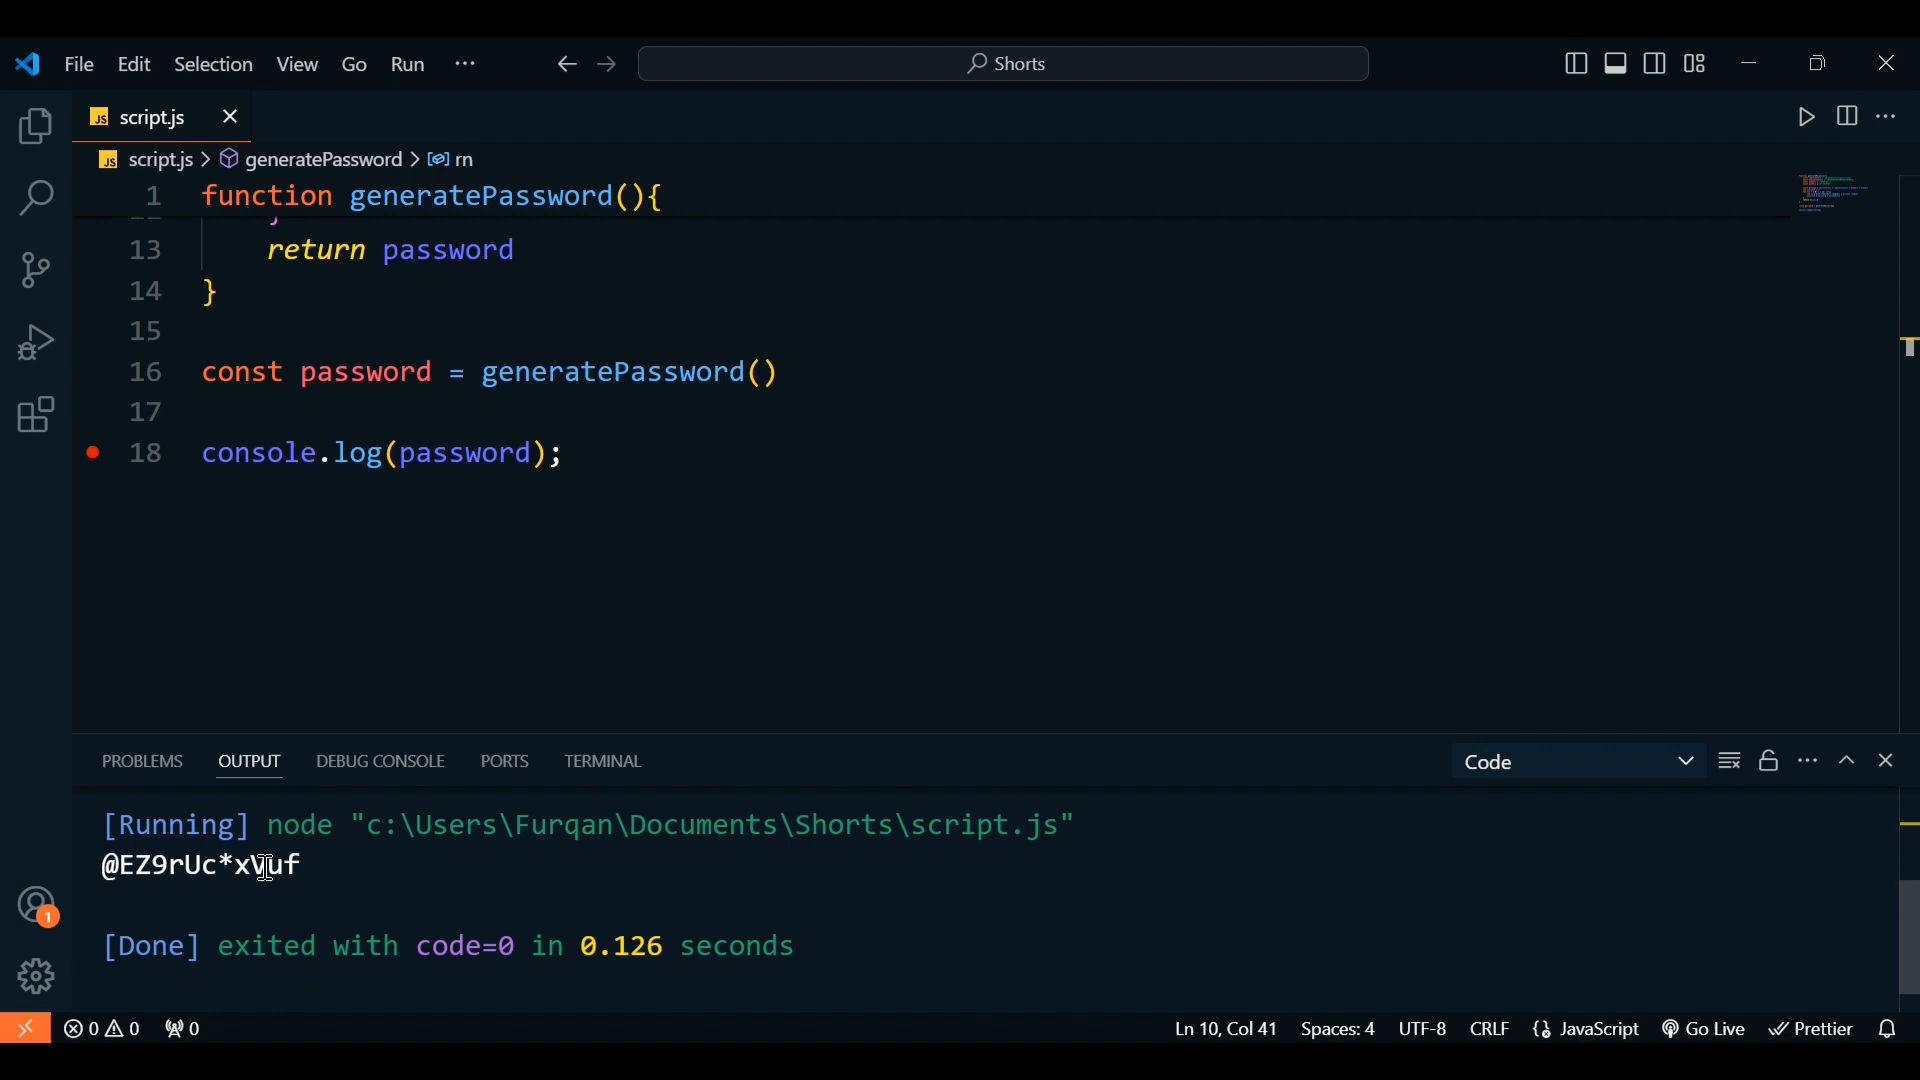 File Edit Selection View Go Run ··· Shorts
JS script.js
JS script.js > generatePassword > rn
1 function generatePassword(){
13 return password
14 }
15
16 const password = generatePassword()
17
18 console.log(password);
PROBLEMS OUTPUT DEBUG CONSOLE PORTS TERMINAL Code
[Running] node "c:\Users\Furqan\Documents\Shorts\script.js"
@EZ9rUc*xVuf
[Done] exited with code=0 in 0.126 seconds
1
0 0 0 Ln 10, Col 41 Spaces: 4 UTF-8 CRLF JavaScript Go Live Prettier